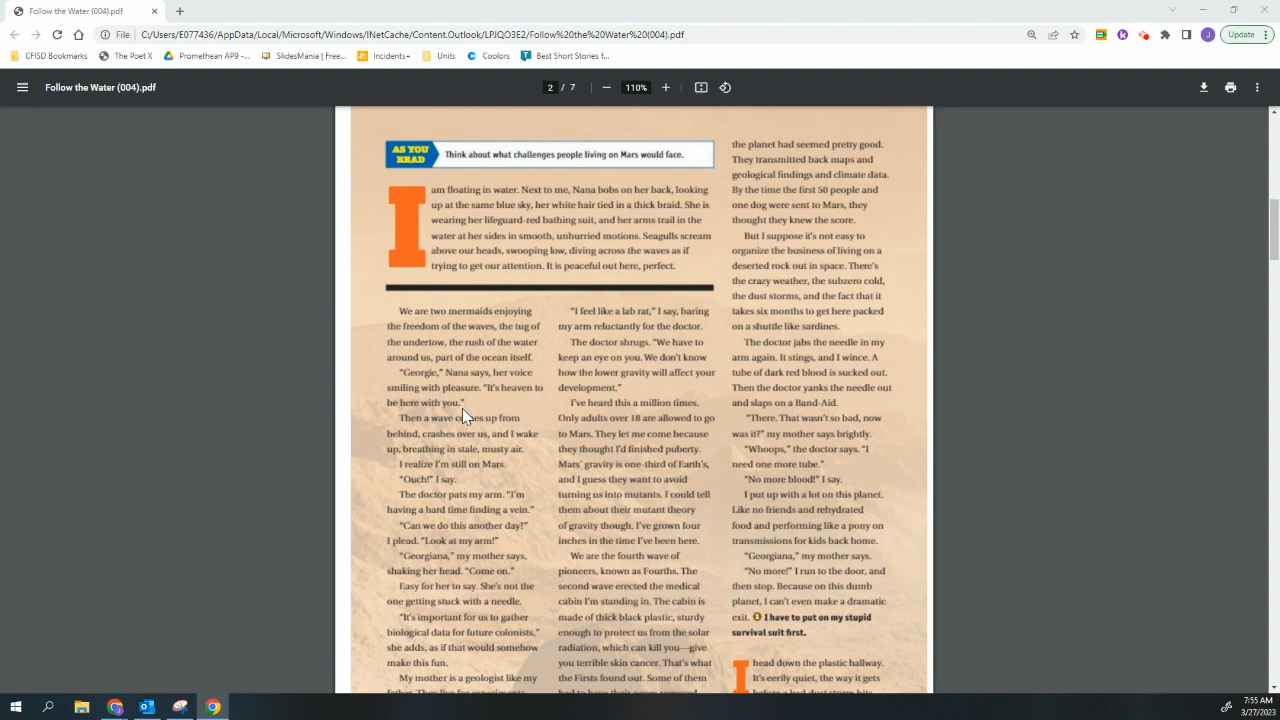 Follow the Water (004).pdf
File
C:/Users/E077436/AppData/Local/Microsoft/Windows/INetCache/Content.Outlook/LPJQO3E2/Follow%20the%20Water%20(004).pdf
J
Update
CFISD Bookmarks
The Poet X
Promethean AP9 -...
SlidesMania | Free...
Incidents+
Units
Coolors
Best Short Stories f...
Follow the Water (004).pdf
2 / 7
110%
AS YOU
READ
Think about what challenges people living on Mars would face.
I am floating in water. Next to me, Nana bobs on her back, looking
up at the same blue sky, her white hair tied in a thick braid. She is
wearing her lifeguard-red bathing suit, and her arms trail in the
water at her sides in smooth, unhurried motions. Seagulls scream
above our heads, swooping low, diving across the waves as if
trying to get our attention. It is peaceful out here, perfect.
We are two mermaids enjoying
the freedom of the waves, the tug of
the undertow, the rush of the water
around us, part of the ocean itself.
“Georgie,” Nana says, her voice
smiling with pleasure. “It’s heaven to
be here with you.”
Then a wave comes up from
behind, crashes over us, and I wake
up, breathing in stale, musty air.
I realize I’m still on Mars.
“Ouch!” I say.
The doctor pats my arm. “I’m
having a hard time finding a vein.”
“Can we do this another day?”
I plead. “Look at my arm!”
“Georgiana,” my mother says,
shaking her head. “Come on.”
Easy for her to say. She’s not the
one getting stuck with a needle.
“It’s important for us to gather
biological data for future colonists,”
she adds, as if that would somehow
make this fun.
My mother is a geologist like my
father. They live for experiments
“I feel like a lab rat,” I say, baring
my arm reluctantly for the doctor.
The doctor shrugs. “We have to
keep an eye on you. We don’t know
how the lower gravity will affect your
development.”
I’ve heard this a million times.
Only adults over 18 are allowed to go
to Mars. They let me come because
they thought I’d finished puberty.
Mars’ gravity is one-third of Earth’s,
and I guess they want to avoid
turning us into mutants. I could tell
them about their mutant theory
of gravity though. I’ve grown four
inches in the time I’ve been here.
We are the fourth wave of
pioneers, known as Fourths. The
second wave erected the medical
cabin I’m standing in. The cabin is
made of thick black plastic, sturdy
enough to protect us from the solar
radiation, which can kill you—give
you terrible skin cancer. That’s what
the Firsts found out. Some of them
had to have their noses removed
the planet had seemed pretty good.
They transmitted back maps and
geological findings and climate data.
By the time the first 50 people and
one dog were sent to Mars, they
thought they knew the score.
But I suppose it’s not easy to
organize the business of living on a
deserted rock out in space. There’s
the crazy weather, the subzero cold,
the dust storms, and the fact that it
takes six months to get here packed
on a shuttle like sardines.
The doctor jabs the needle in my
arm again. It stings, and I wince. A
tube of dark red blood is sucked out.
Then the doctor yanks the needle out
and slaps on a Band-Aid.
“There. That wasn’t so bad, now
was it?” my mother says brightly.
“Whoops,” the doctor says. “I
need one more tube.”
“No more blood!” I say.
I put up with a lot on this planet.
Like no friends and rehydrated
food and performing like a pony on
transmissions for kids back home.
“Georgiana,” my mother says.
“No more!” I run to the door, and
then stop. Because on this dumb
planet, I can’t even make a dramatic
exit. 1 I have to put on my stupid
survival suit first.
I head down the plastic hallway.
It’s eerily quiet, the way it gets
before a bad dust storm hits
7:55 AM
3/27/2023